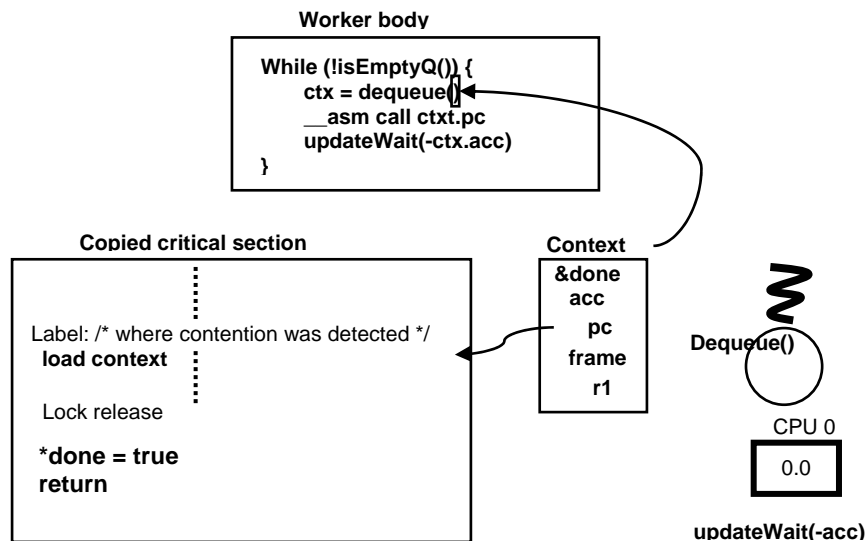 Worker body
While (!isEmptyQ()) {
ctx = dequeue()
__asm call ctxt.pc
updateWait(-ctx.acc)
}
Copied critical section
Label: /* where contention was detected */
load context
Lock release
*done = true
return
Context
&done
acc
pc
frame
r1
Dequeue()
CPU 0
0.0
updateWait(-acc)